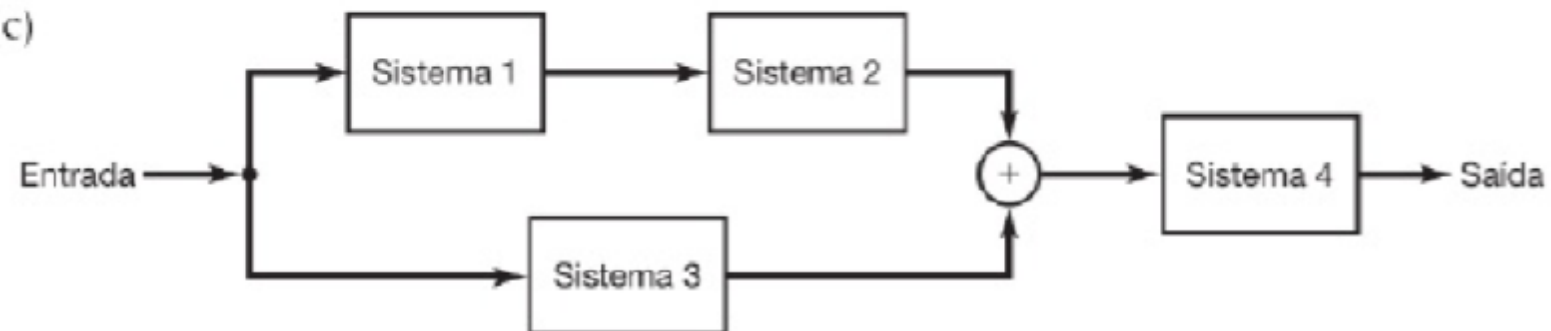 c)
Sistema 1
Sistema 2
Entrada
+
Sistema 4
Saída
Sistema 3